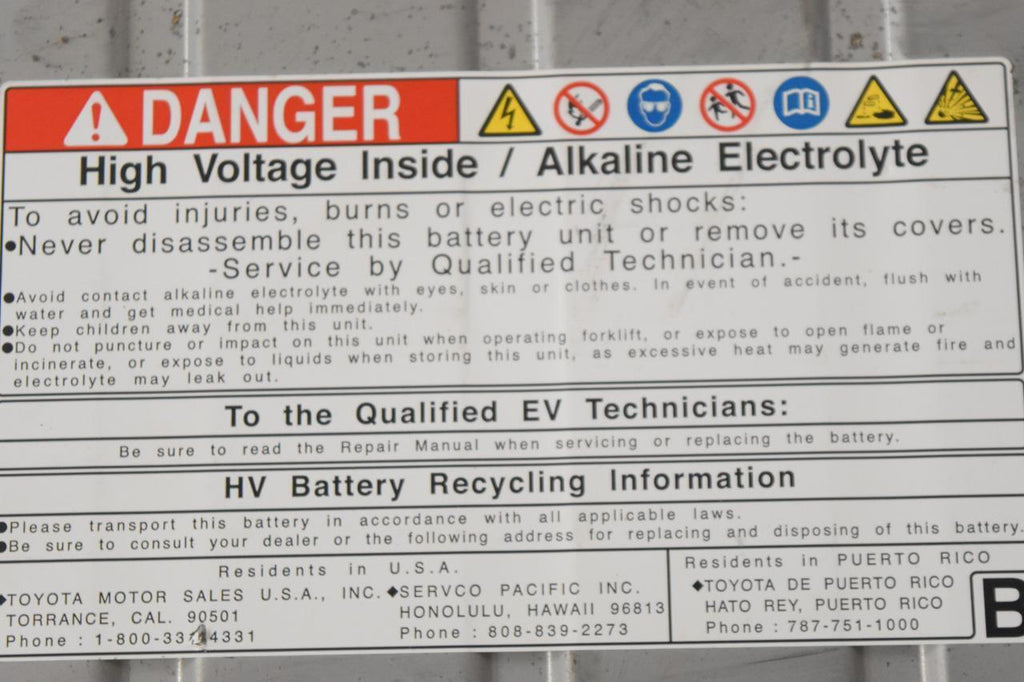 DANGER
High Voltage Inside / Alkaline Electrolyte
To avoid injuries, burns or electric shocks:
●Never disassemble this battery unit or remove its covers.
-Service by Qualified Technician.-
●Avoid contact alkaline electrolyte with eyes, skin or clothes. In event of accident, flush with
water and get medical help immediately.
●Keep children away from this unit.
●Do not puncture or impact on this unit when operating forklift, or expose to open flame or
incinerate, or expose to liquids when storing this unit, as excessive heat may generate fire and
electrolyte may leak out.
To the Qualified EV Technicians:
Be sure to read the Repair Manual when servicing or replacing the battery.
HV Battery Recycling Information
●Please transport this battery in accordance with all applicable laws.
●Be sure to consult your dealer or the following address for replacing and disposing of this battery.
Residents in U.S.A.
◆TOYOTA MOTOR SALES U.S.A., INC.
TORRANCE, CAL. 90501
Phone :
◆SERVCO PACIFIC INC.
HONOLULU, HAWAII 96813
Phone : 808-839-2273
Residents in PUERTO RICO
◆TOYOTA DE PUERTO RICO
HATO REY, PUERTO RICO
Phone : 787-751-1000
B